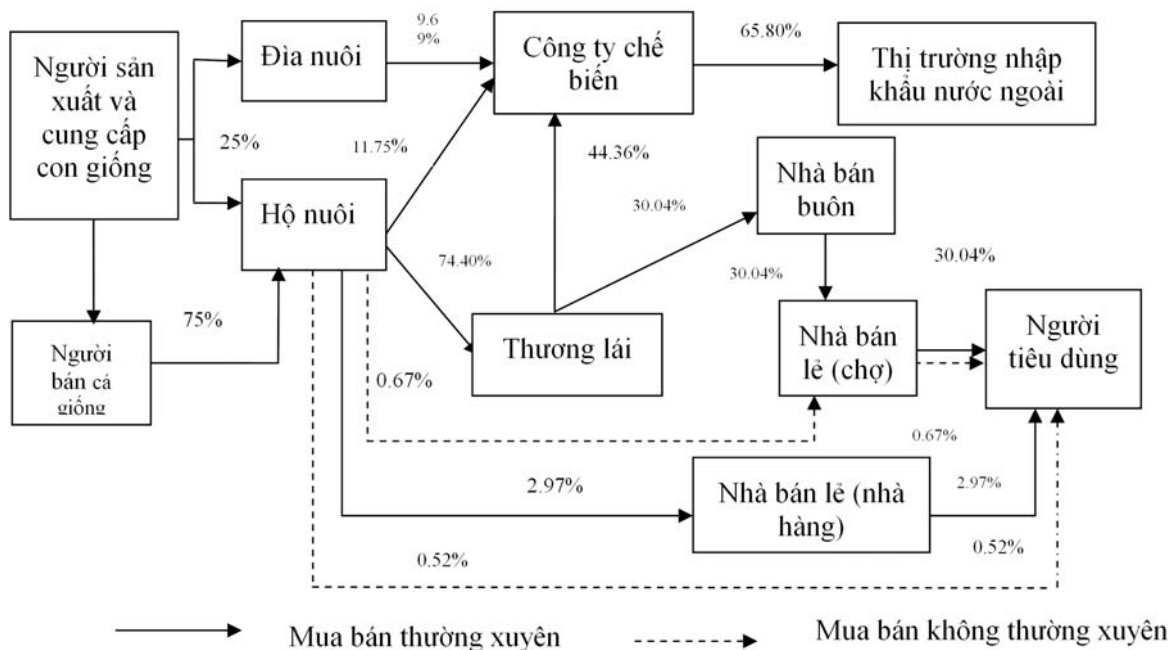 Người sản
xuất và
cung cấp
con giống
Đìa nuôi
9.6
9%
Công ty chế
biến
65.80%
Thị trường nhập
khẩu nước ngoài
25%
11.75%
44.36%
Hộ nuôi
30.04%
Nhà bán
buôn
74.40%
30.04%
30.04%
75%
Người
bán cá
giống
Thương lái
0.67%
Nhà bán
lẻ (chợ)
Người
tiêu dùng
0.67%
2.97%
Nhà bán lẻ (nhà
hàng)
2.97%
0.52%
0.52%
Mua bán thường xuyên
Mua bán không thường xuyên